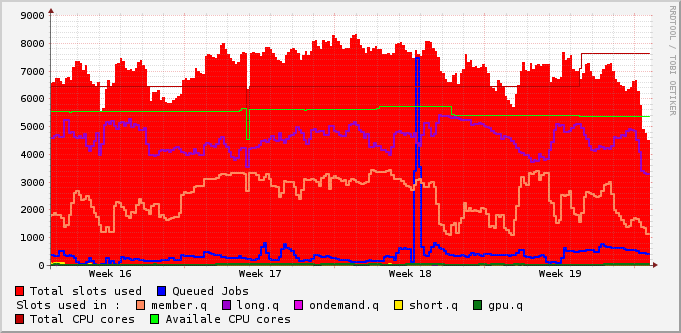 9000
8000
7000
6000
5000
4000
3000
2000
1000
0
Week 16 Week 17 Week 18 Week 19
RRDTOOL / TOBI OETIKER
Total slots used Queued Jobs
Slots used in : member.q long.q ondemand.q short.q gpu.q
Total CPU cores Availale CPU cores